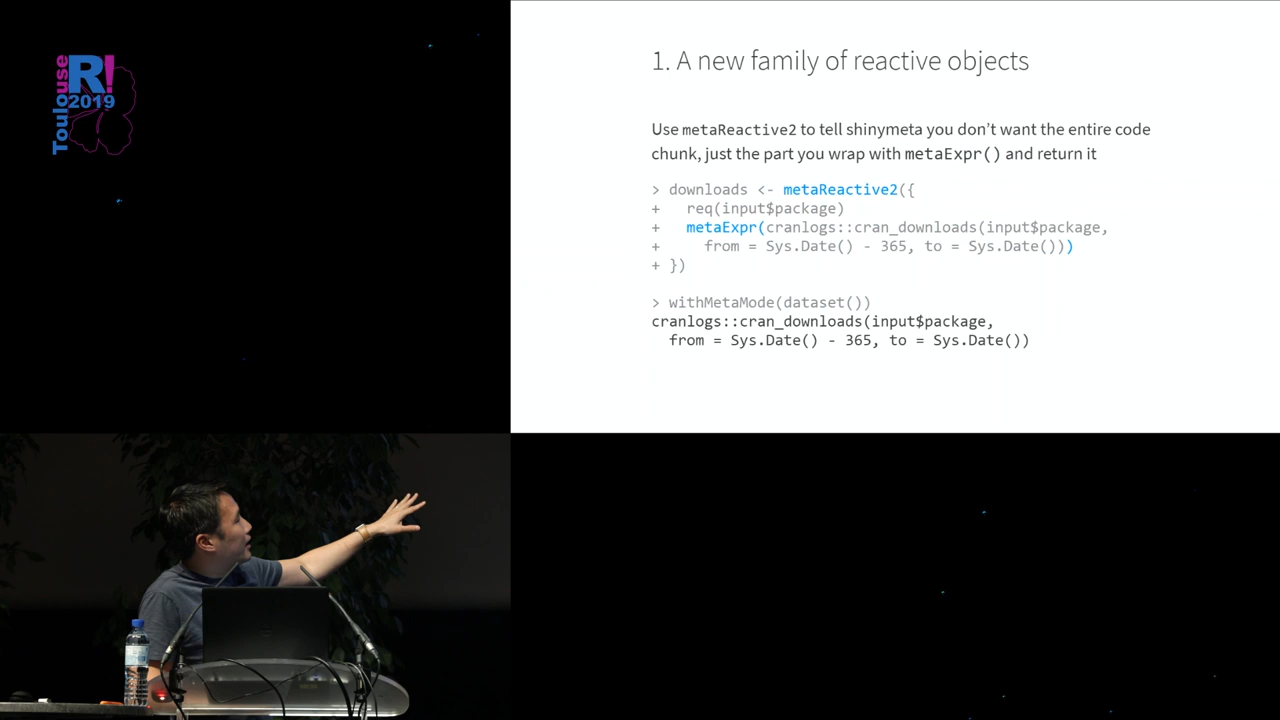 Toulouse
R!
2019
1. A new family of reactive objects
Use metaReactive2 to tell shinymeta you don't want the entire code
chunk, just the part you wrap with metaExpr() and return it
> downloads <- metaReactive2({
+   req(input$package)
+   metaExpr(cranlogs::cran_downloads(input$package,
+     from = Sys.Date() - 365, to = Sys.Date()))
+ })
> withMetaMode(dataset())
cranlogs::cran_downloads(input$package,
  from = Sys.Date() - 365, to = Sys.Date())